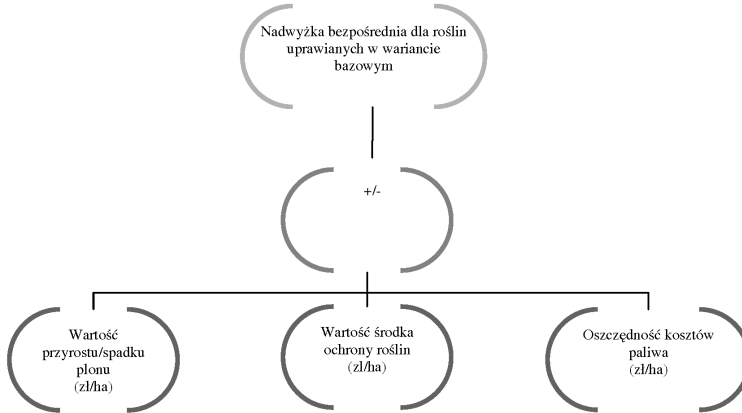 Nadwyżka bezpośrednia dla roślin
uprawianych w wariancie
bazowym
+/-
Wartość
przyrostu/spadku
plonu
(zł/ha)
Wartość środka
ochrony roślin
(zl/ha)
Oszczędność kosztów
paliwa
(zł/ha)